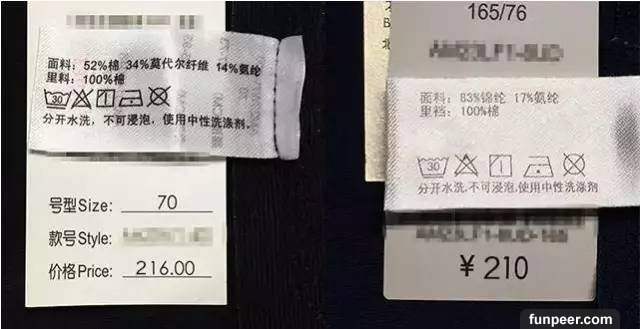 面料: 52%棉 34%莫代尔纤维 14%氨纶
里料: 100%棉
30
分开水洗，不可浸泡，使用中性洗涤剂.
号型Size: 70
款号Style:
价格Price: 216.00
165/76
面料: 83%锦纶 17%氨纶
里裆: 100%棉
30
分开水洗,不可浸泡,使用中性洗涤剂
¥210
funpeer.com